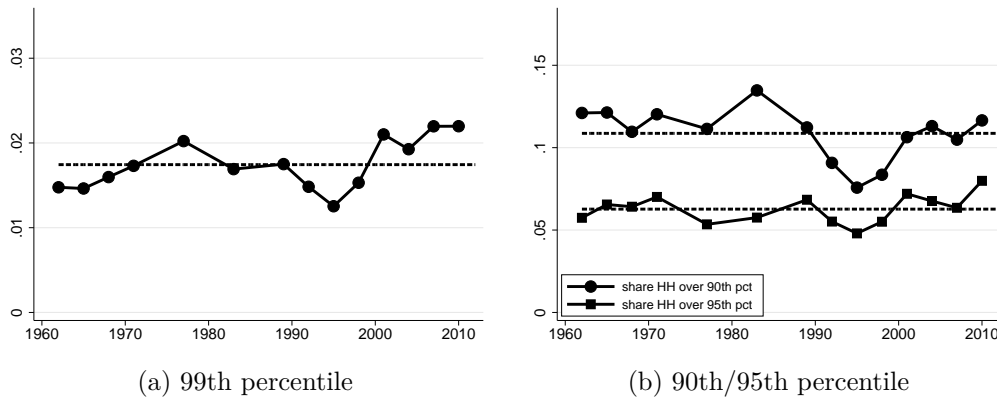 .03
.02
.01
0
1960 1970 1980 1990 2000 2010
(a) 99th percentile
.15
.1
.05
0
share HH over 90th pct
share HH over 95th pct
1960 1970 1980 1990 2000 2010
(b) 90th/95th percentile